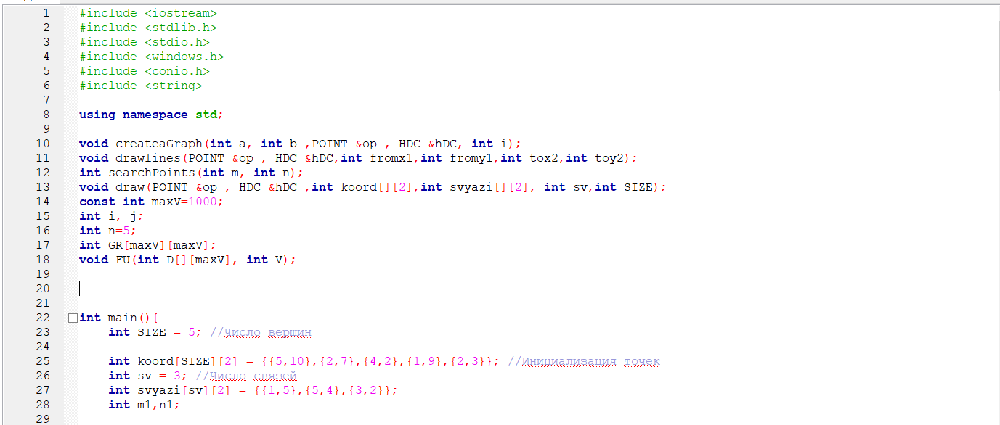 1 #include <iostream>
2 #include <stdlib.h>
3 #include <stdio.h>
4 #include <windows.h>
5 #include <conio.h>
6 #include <string>
7
8 using namespace std;
9
10 void createaGraph(int a, int b ,POINT &op , HDC &hDC, int i);
11 void drawlines(POINT &op , HDC &hDC,int fromx1,int fromy1,int tox2,int toy2);
12 int searchPoints(int m, int n);
13 void draw(POINT &op , HDC &hDC ,int koord[][2],int svyazi[][2], int sv,int SIZE);
14 const int maxV=1000;
15 int i, j;
16 int n=5;
17 int GR[maxV][maxV];
18 void FU(int D[][maxV], int V);
19
20
21
22 int main(){
23     int SIZE = 5; //Число вершин
24
25     int koord[SIZE][2] = {{5,10},{2,7},{4,2},{1,9},{2,3}}; //Инициализация точек
26     int sv = 3; //Число связей
27     int svyazi[sv][2] = {{1,5},{5,4},{3,2}};
28     int m1,n1;
29